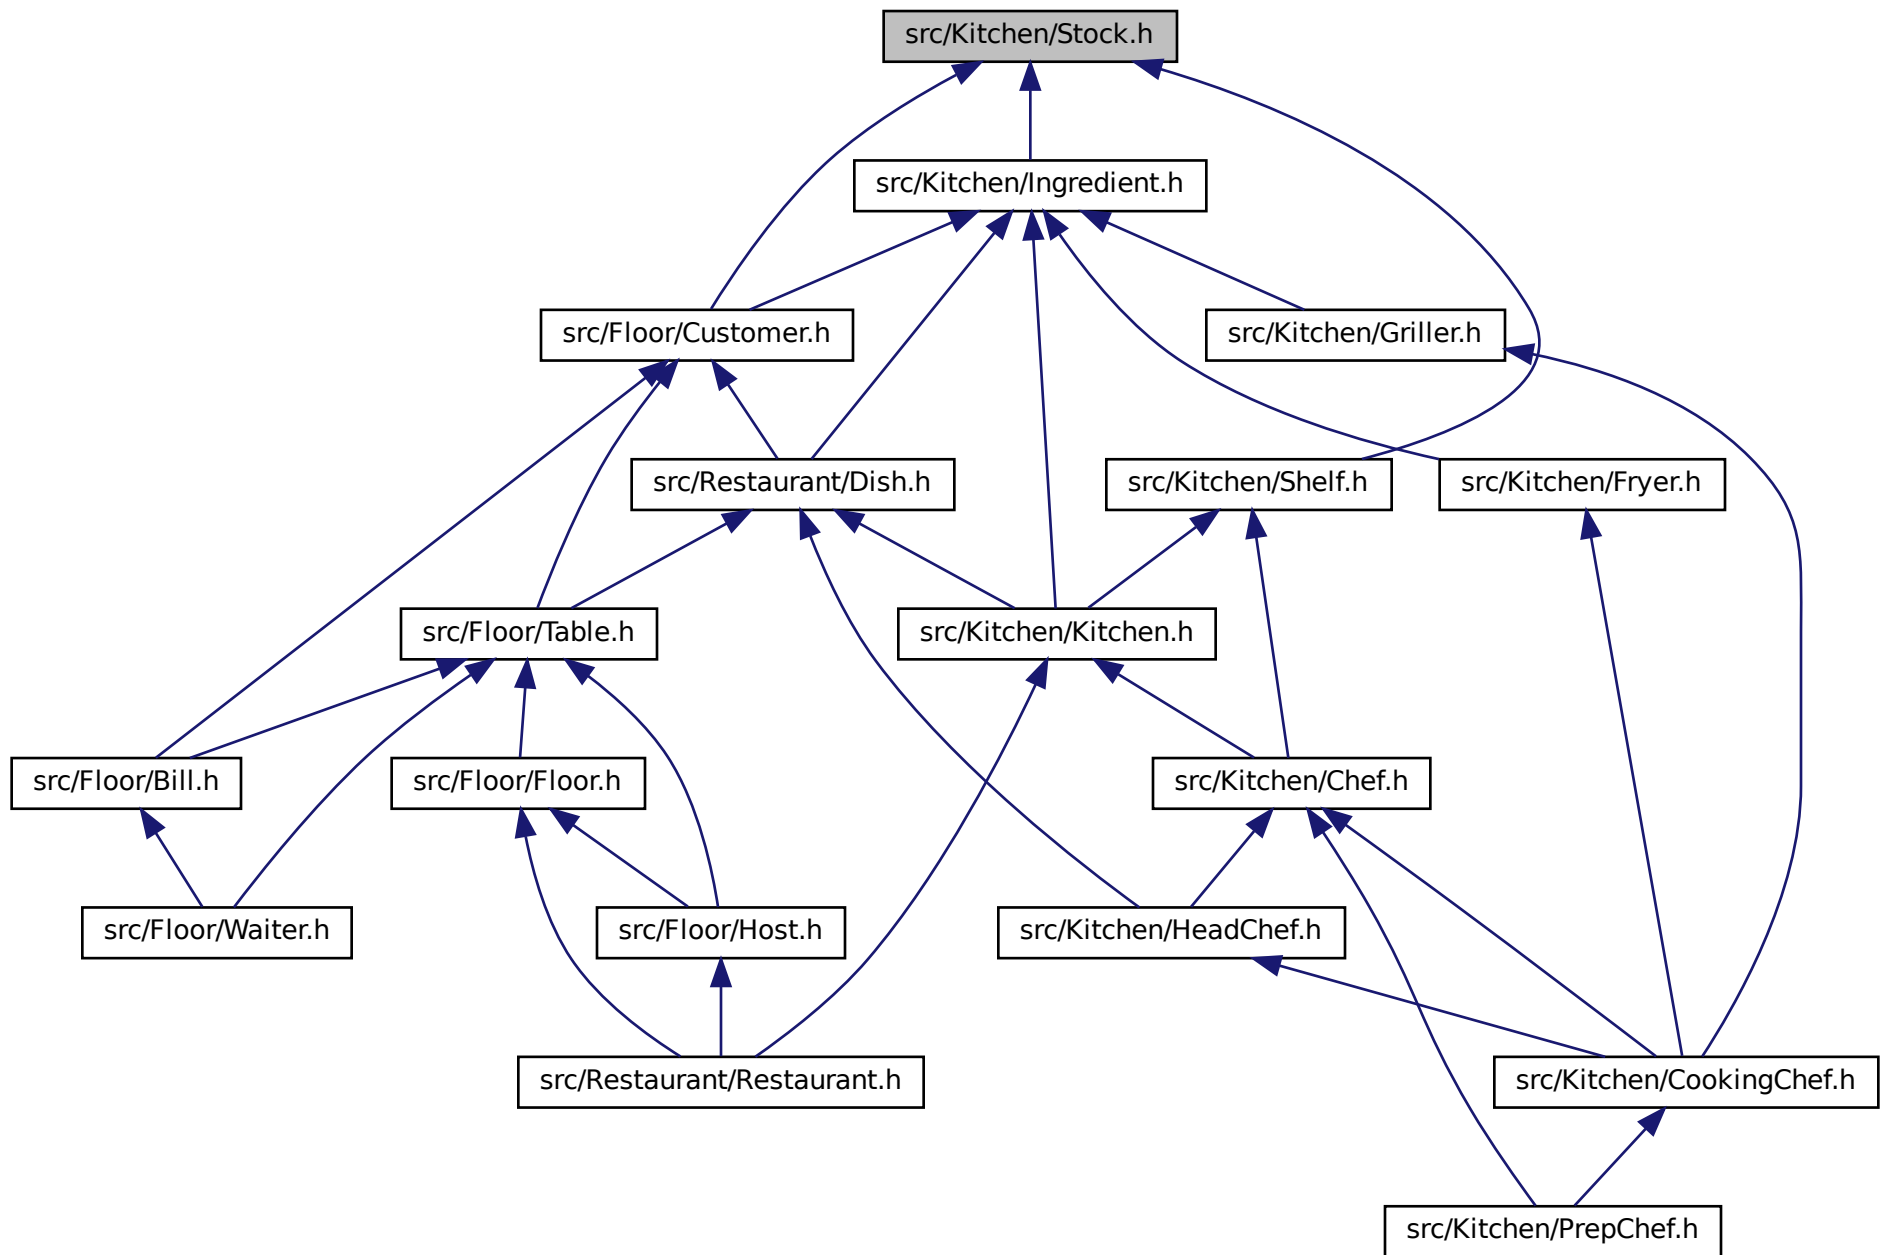 src/Kitchen/Stock.h
src/Kitchen/Ingredient.h
src/Floor/Customer.h
src/Kitchen/Griller.h
src/Restaurant/Dish.h
src/Kitchen/Shelf.h
src/Kitchen/Fryer.h
src/Floor/Table.h
src/Kitchen/Kitchen.h
src/Floor/Bill.h
src/Floor/Floor.h
src/Kitchen/Chef.h
src/Floor/Waiter.h
src/Floor/Host.h
src/Kitchen/HeadChef.h
src/Restaurant/Restaurant.h
src/Kitchen/CookingChef.h
src/Kitchen/PrepChef.h